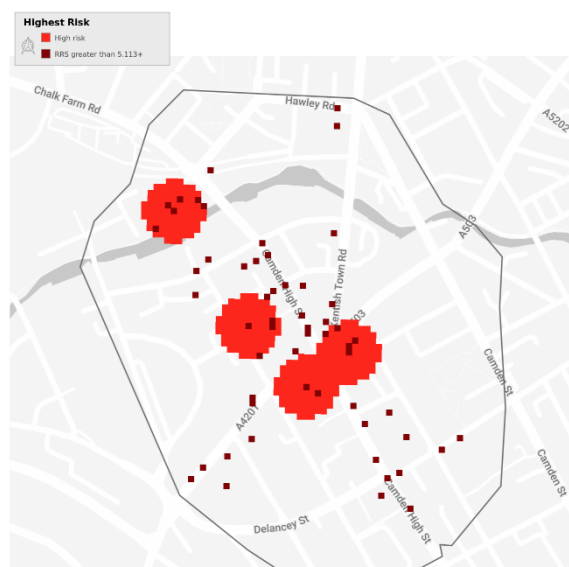 Highest Risk
High risk
RRS greater than 5.113+
Chalk Farm Rd
Hawley Rd
A5202
A503
Camden High S
Kentish Town Rd
03
Camden St
A4201
Camden St
Camden High St
Delancey St